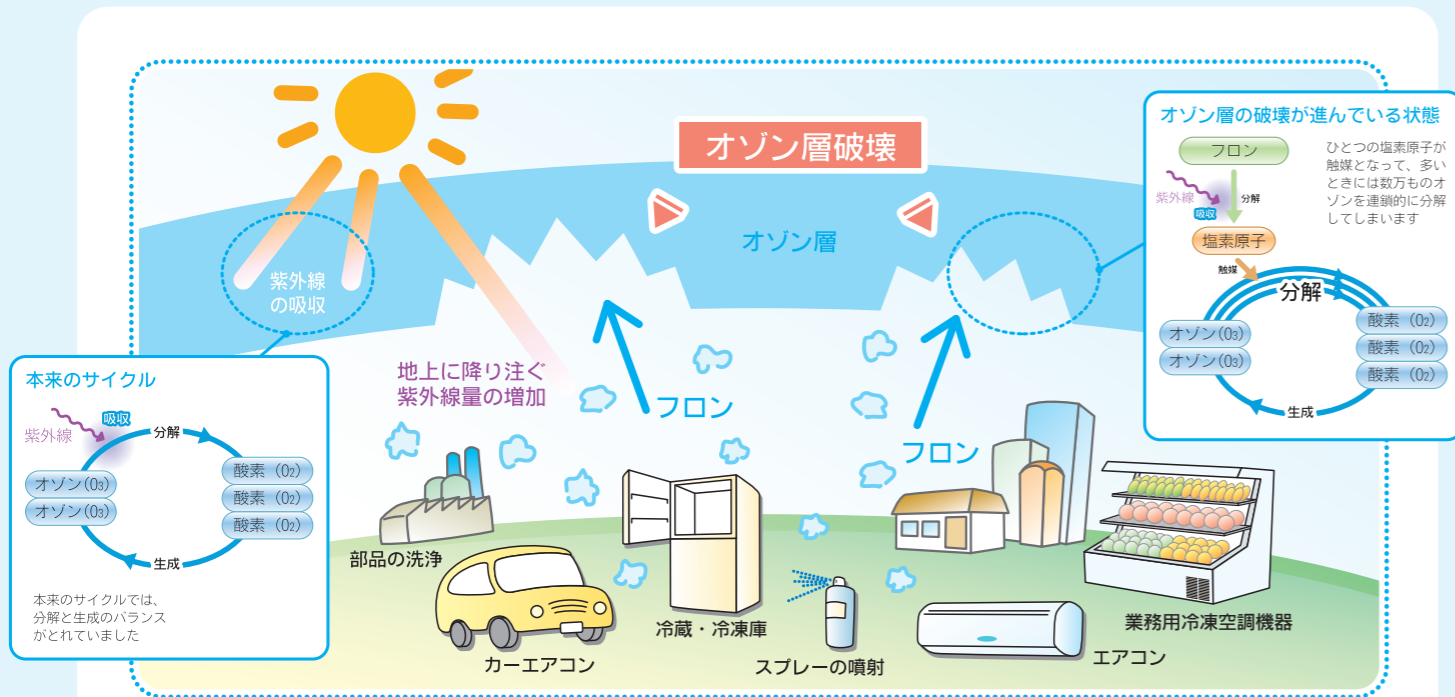 オゾン層破壊
オゾン層
紫外線
の吸収
地上に降り注ぐ
紫外線量の増加
フロン
フロン
部品の洗浄
カーエアコン
冷蔵・冷凍庫
スプレーの噴射
エアコン
業務用冷凍空調機器
本来のサイクル
吸収
紫外線
分解
オゾン(O₃)
オゾン(O₃)
酸素（O₂）
酸素（O₂）
酸素（O₂）
生成
本来のサイクルでは、
分解と生成のバランス
がとれていました
オゾン層の破壊が進んでいる状態
フロン
紫外線
吸収
分解
塩素原子
触媒
ひとつの塩素原子が
触媒となって、多い
ときには数万ものオ
ゾンを連鎖的に分解
してしまいます
分解
オゾン(O₃)
オゾン(O₃)
酸素（O₂）
酸素（O₂）
酸素（O₂）
生成